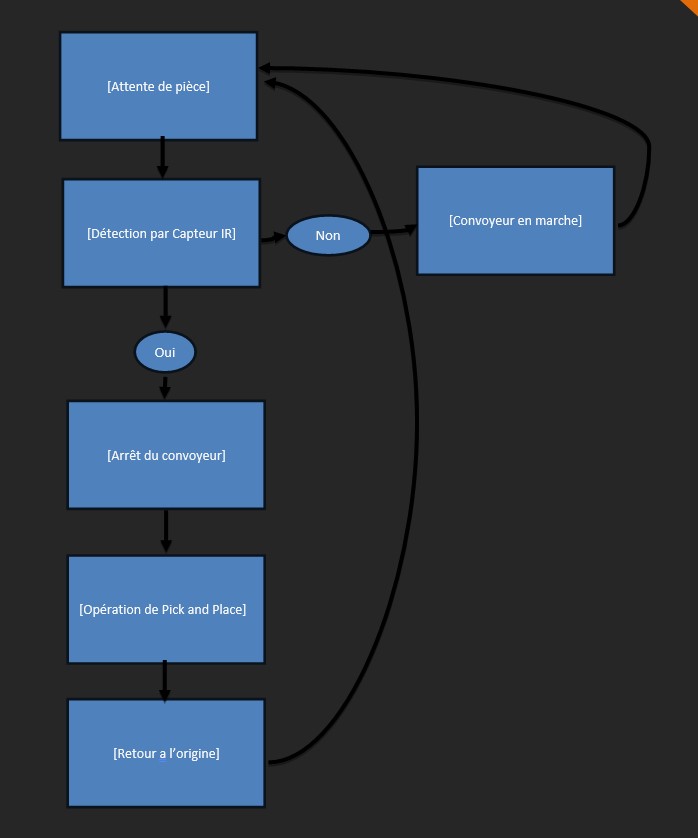 [Attente de pièce]
[Détection par Capteur IR]
Non
[Convoyeur en marche]
Oui
[Arrêt du convoyeur]
[Opération de Pick and Place]
[Retour a l’origine]